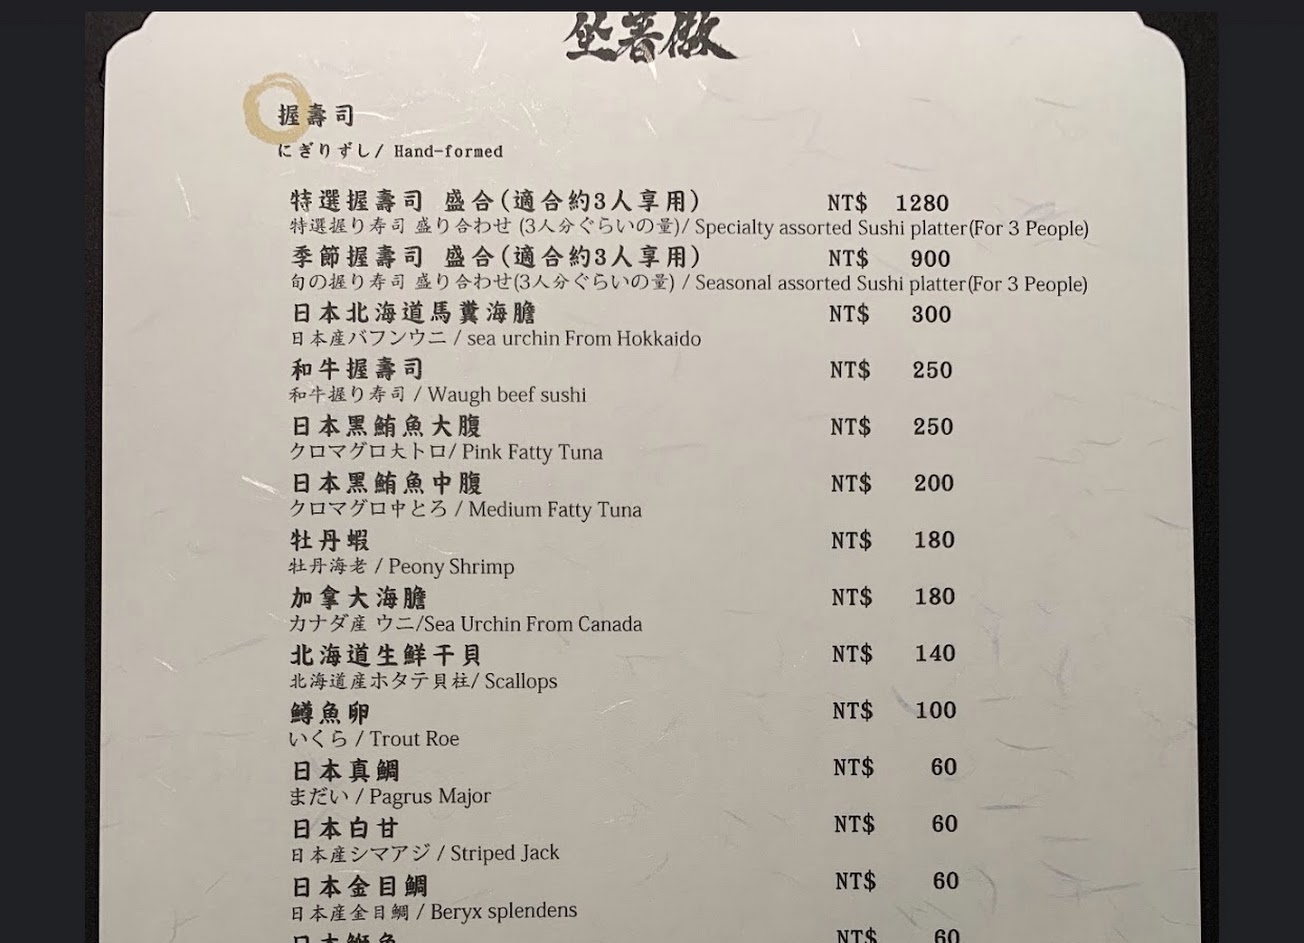 坐著做
握壽司
にぎりずし/ Hand-formed
特選握壽司 盛合(適合約3人享用) NT$ 1280
特選握り寿司 盛り合わせ (3人分ぐらいの量)/ Specialty assorted Sushi platter(For 3 People)
季節握壽司 盛合(適合約3人享用) NT$ 900
旬の握り寿司 盛り合わせ(3人分ぐらいの量) / Seasonal assorted Sushi platter(For 3 People)
日本北海道馬糞海膽 NT$ 300
日本産バフンウニ / sea urchin From Hokkaido
和牛握壽司 NT$ 250
和牛握り寿司 / Waugh beef sushi
日本黑鮪魚大腹 NT$ 250
クロマグロ大トロ/ Pink Fatty Tuna
日本黑鮪魚中腹 NT$ 200
クロマグロ中とろ / Medium Fatty Tuna
牡丹蝦 NT$ 180
牡丹海老 / Peony Shrimp
加拿大海膽 NT$ 180
カナダ産 ウニ/Sea Urchin From Canada
北海道生鮮干貝 NT$ 140
北海道産ホタテ貝柱/ Scallops
鱒魚卵 NT$ 100
いくら / Trout Roe
日本真鯛 NT$ 60
まだい / Pagrus Major
日本白甘 NT$ 60
日本産シマアジ / Striped Jack
日本金目鯛 NT$ 60
日本産金目鯛 / Beryx splendens
日本 NT$ 60